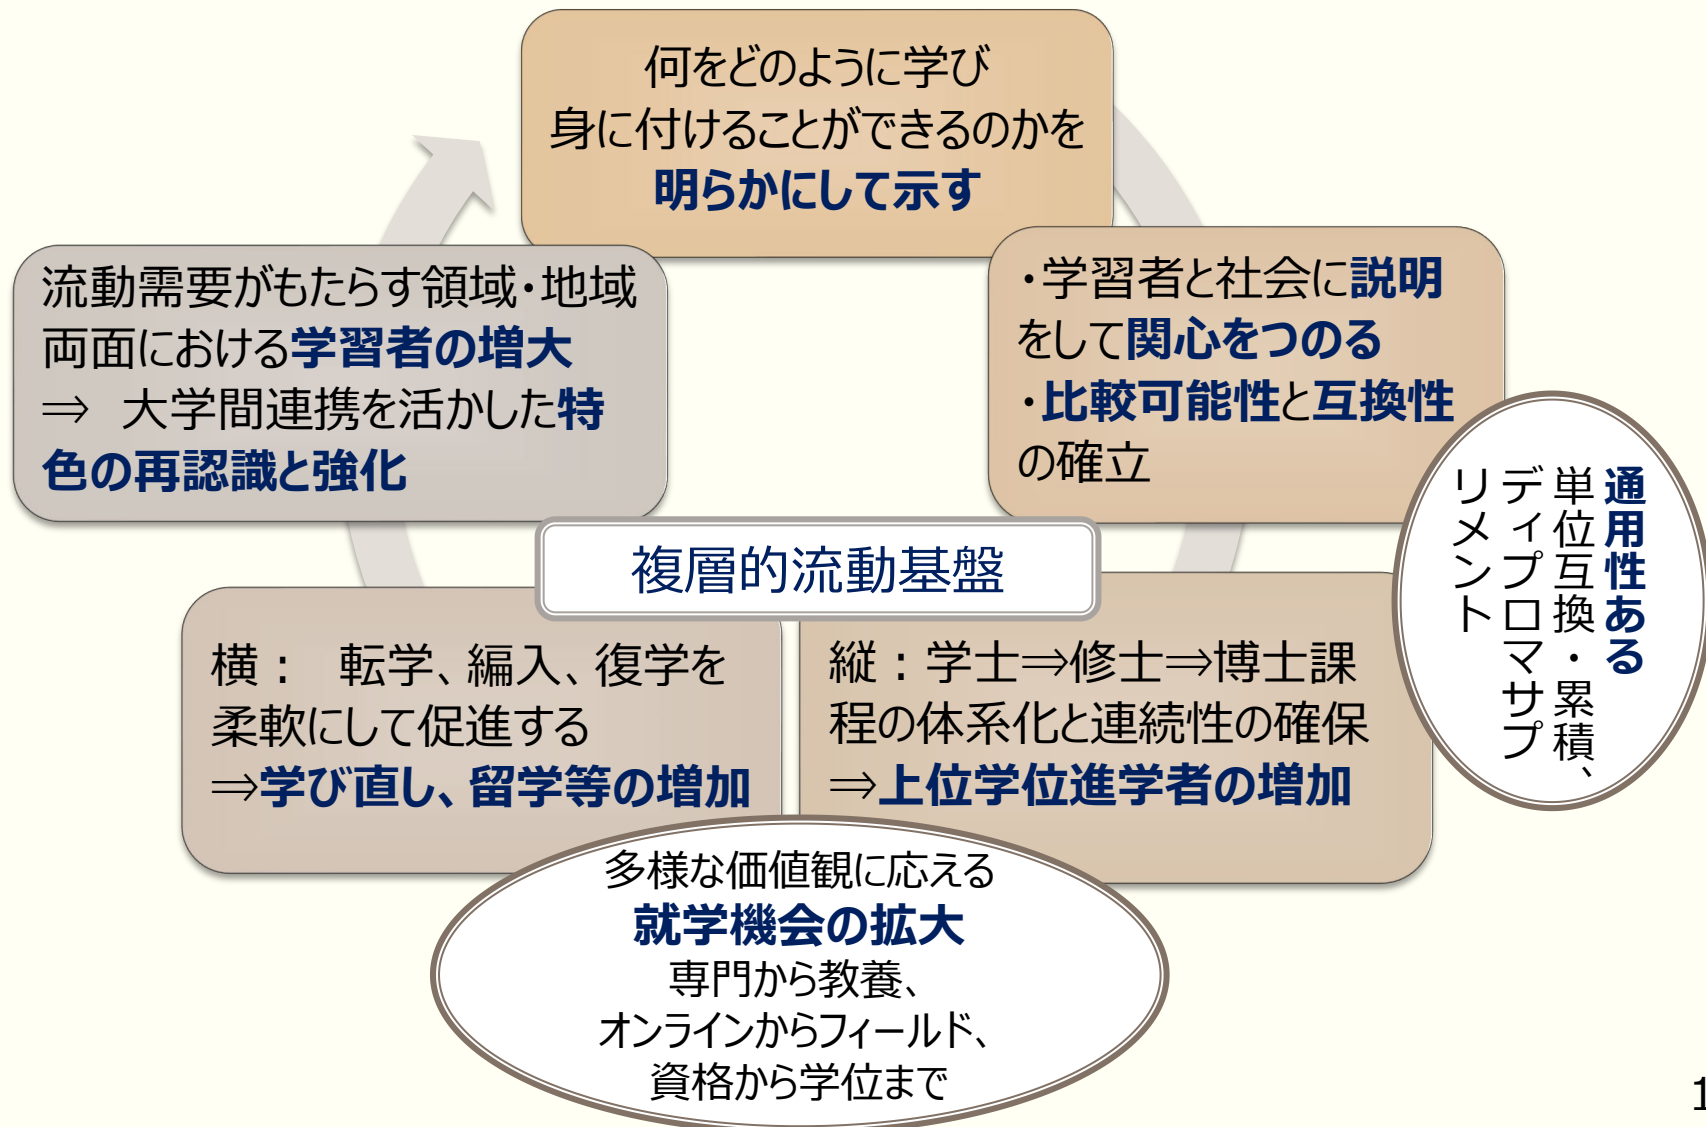 何をどのように学び
身に付けることができるのかを
明らかにして示す
・学習者と社会に説明
をして関心をつのる
・比較可能性と互換性
の確立
通用性ある
単位互換・累積、
ディプロマサプ
リメント
複層的流動基盤
縦：学士⇒修士⇒博士課
程の体系化と連続性の確保
⇒上位学位進学者の増加
横：　転学、編入、復学を
柔軟にして促進する
⇒学び直し、留学等の増加
多様な価値観に応える
就学機会の拡大
専門から教養、
オンラインからフィールド、
資格から学位まで
流動需要がもたらす領域・地域
両面における学習者の増大
⇒　大学間連携を活かした特
色の再認識と強化